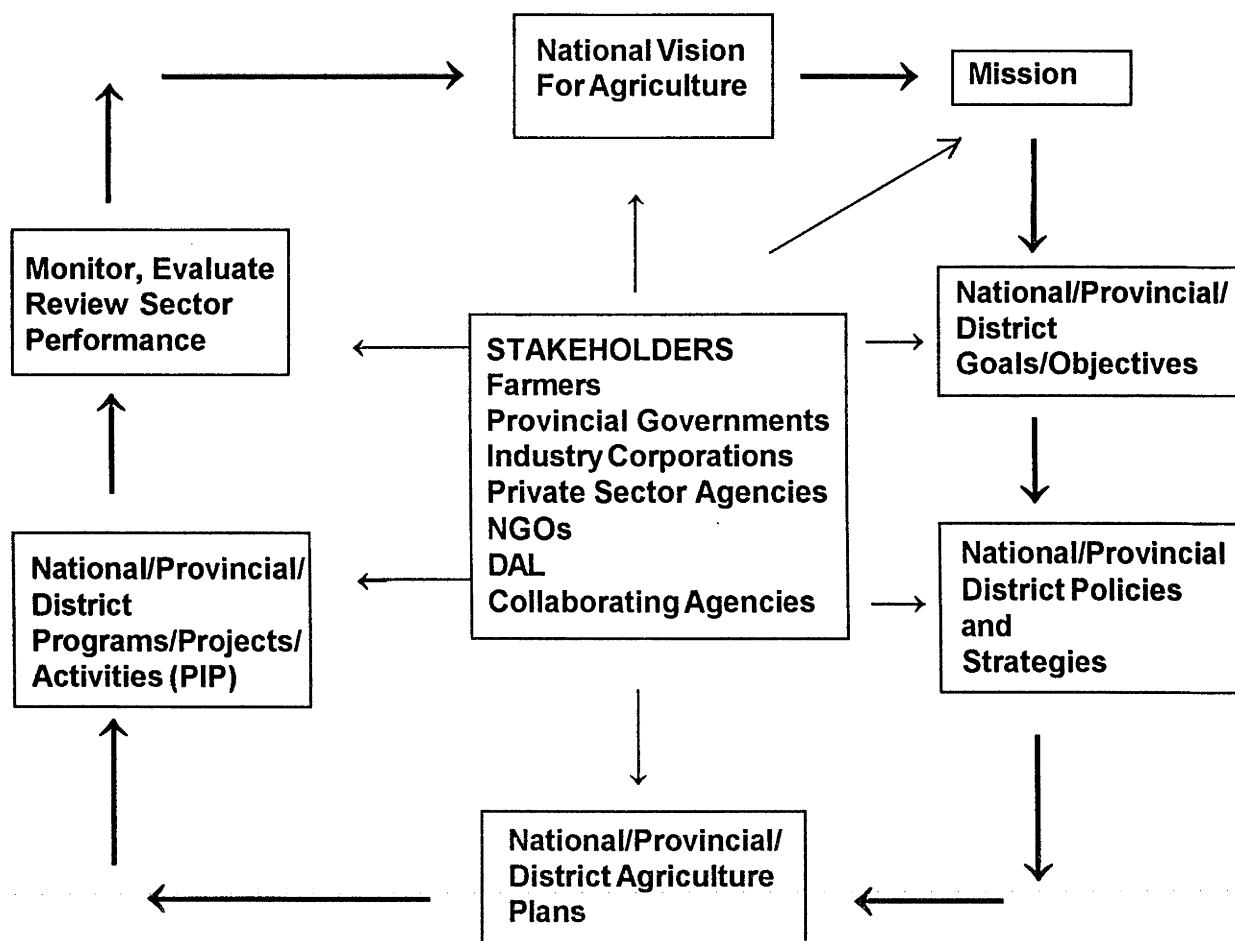 National Vision
For Agriculture
Mission
Monitor, Evaluate
Review Sector
Performance
STAKEHOLDERS
Farmers
Provincial Governments
Industry Corporations
Private Sector Agencies
NGOs
DAL
Collaborating Agencies
National/Provincial/
District
Goals/Objectives
National/Provincial/
District
Programs/Projects/
Activities (PIP)
National/Provincial
District Policies
and
Strategies
National/Provincial/
District Agriculture
Plans